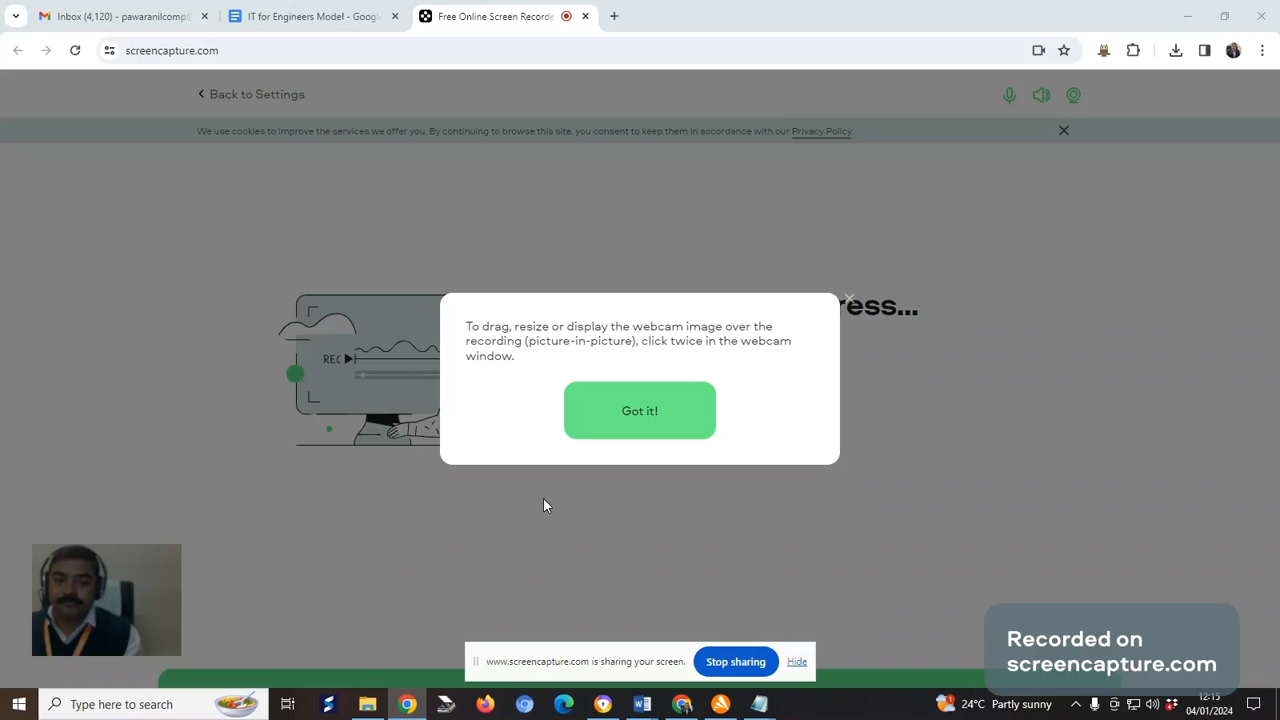 Inbox (4,120) - pawaranilcomp@
IT for Engineers Model - Google
Free Online Screen Recorde
screencapture.com
Back to Settings
We use cookies to improve the services we offer you. By continuing to browse this site, you consent to keep them in accordance with our Privacy Policy.
ress...
REC
To drag, resize or display the webcam image over the
recording (picture-in-picture), click twice in the webcam
window.
Got it!
Recorded on
screencapture.com
www.screencapture.com is sharing your screen.
Stop sharing
Hide
Type here to search
24°C Partly sunny
12:15
04/01/2024